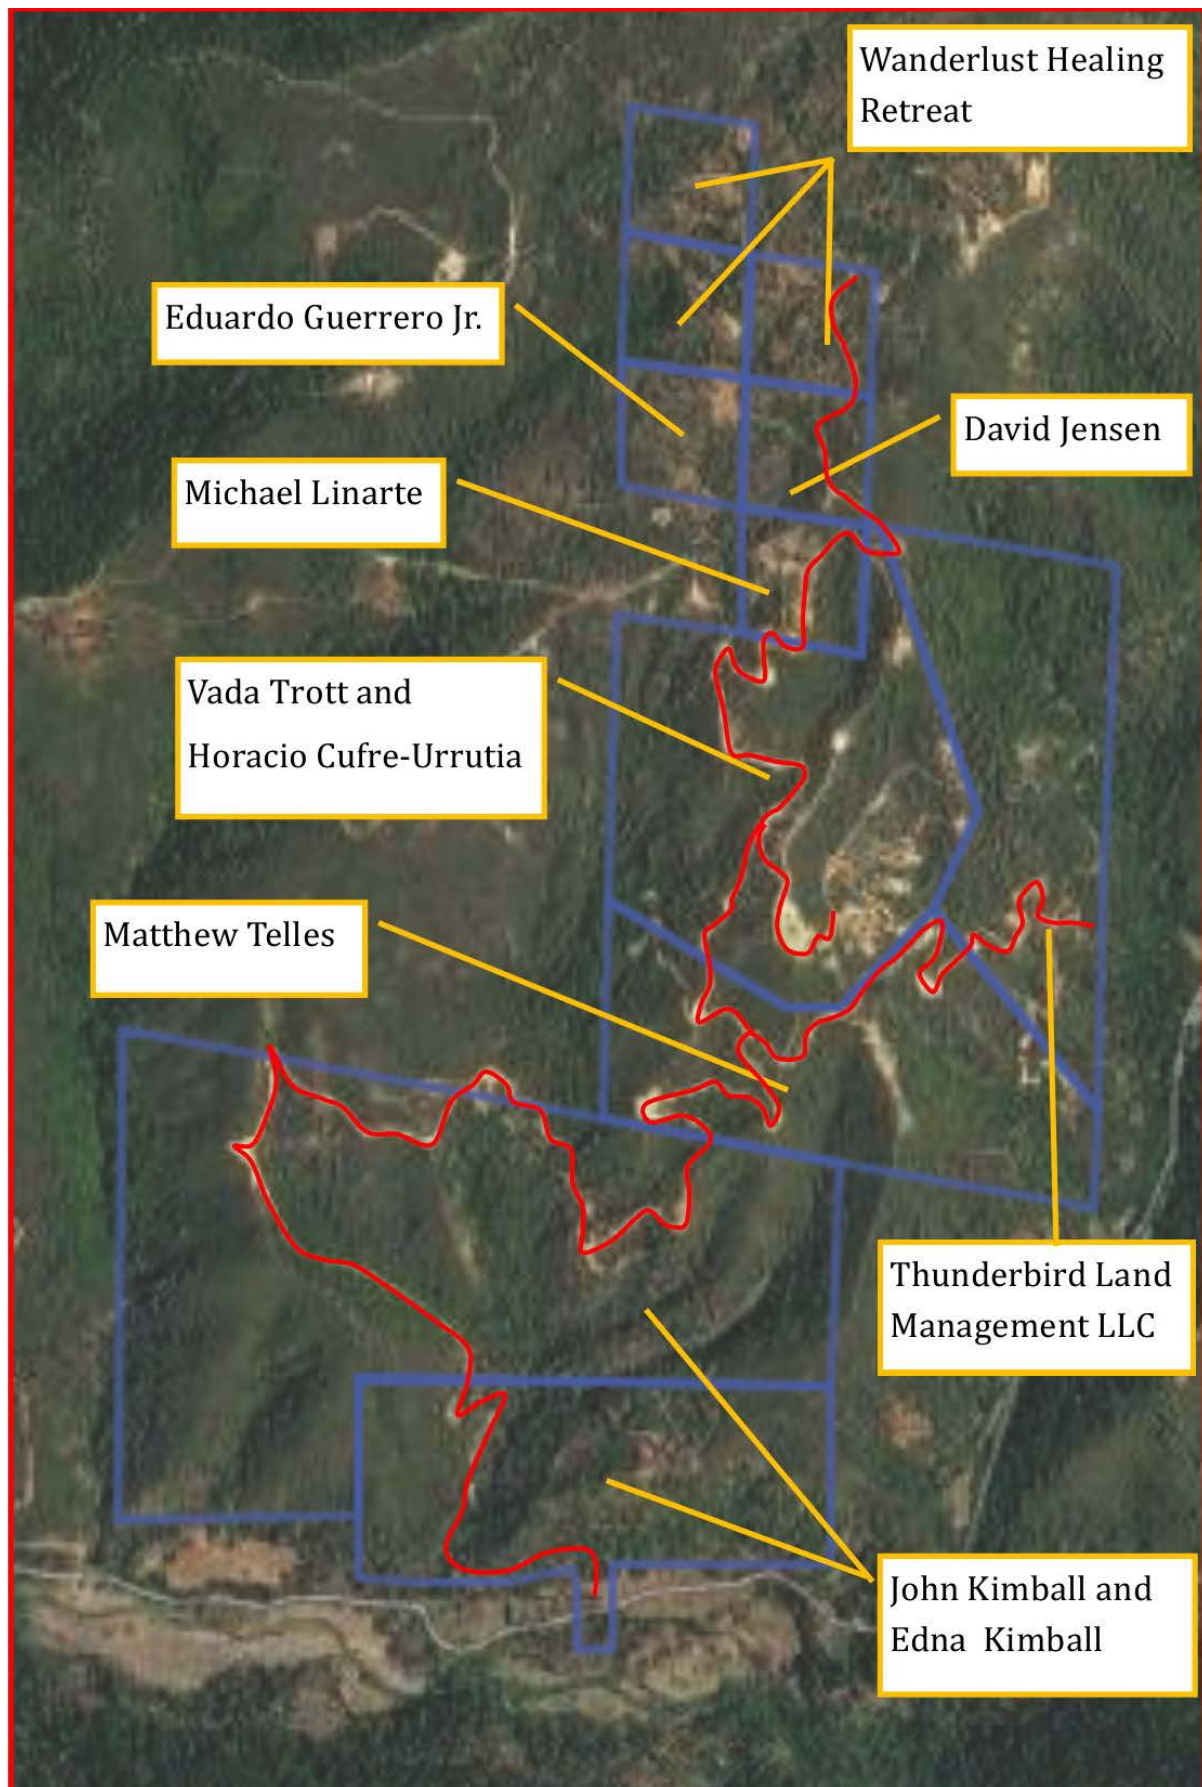 Wanderlust Healing
Retreat
Eduardo Guerrero Jr.
David Jensen
Michael Linarte
Vada Trott and
Horacio Cufre-Urrutia
Matthew Telles
Thunderbird Land
Management LLC
John Kimball and
Edna  Kimball